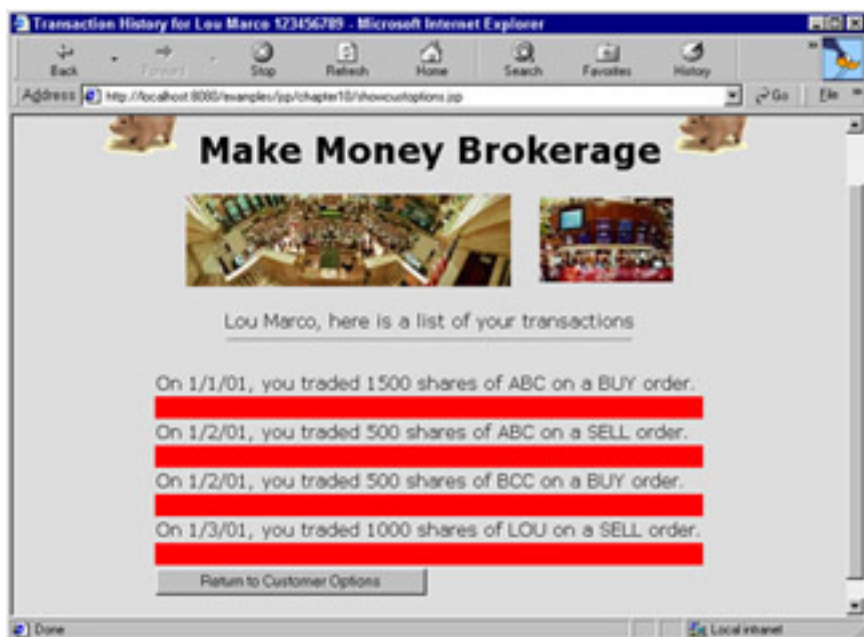 Transaction History for Lou Marco 123456789 - Microsoft Internet Explorer
Back Forward Stop Refresh Home Search Favorites History
Address http://localhost:8080/examples/jsp/chapter10/showcustoptions.jsp Go File
Make Money Brokerage
Lou Marco, here is a list of your transactions
On 1/1/01, you traded 1500 shares of ABC on a BUY order.
On 1/2/01, you traded 500 shares of ABC on a SELL order.
On 1/2/01, you traded 500 shares of BCC on a BUY order.
On 1/3/01, you traded 1000 shares of LOU on a SELL order.
Return to Customer Options
Done Local intranet